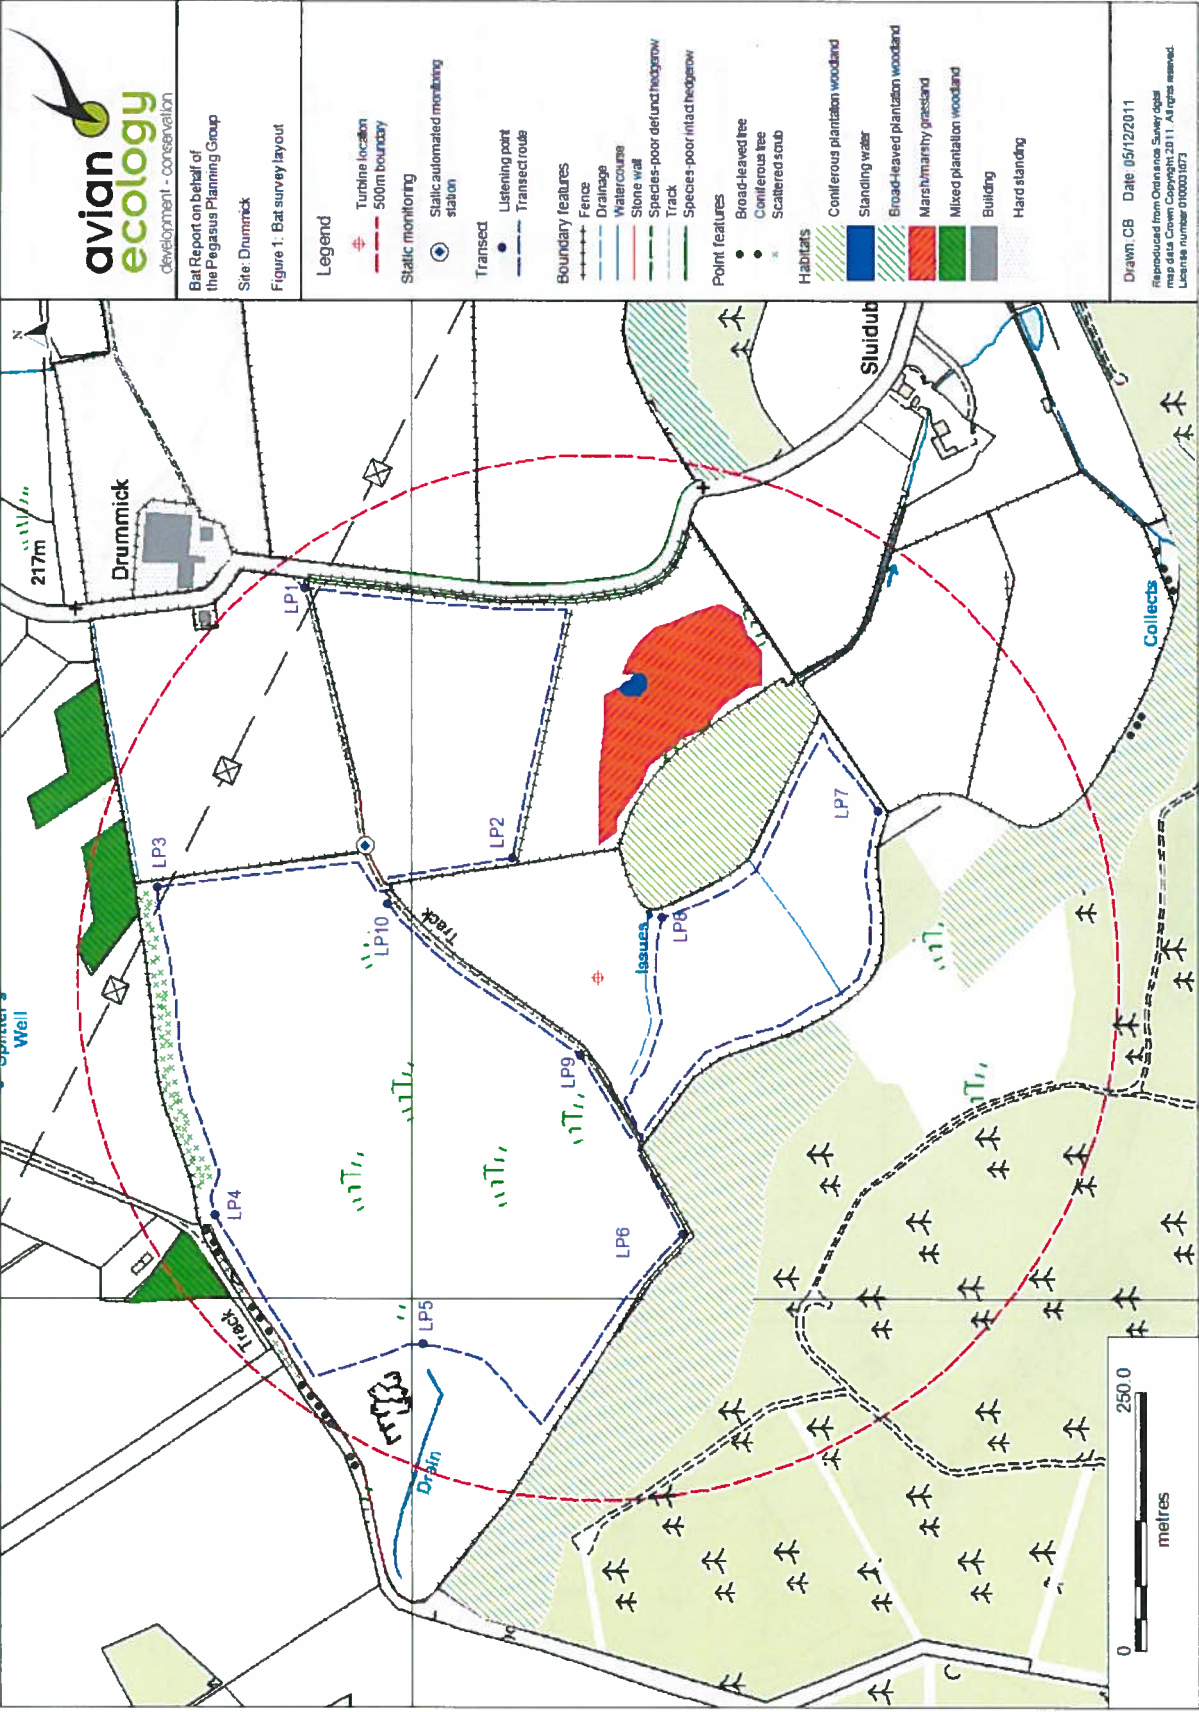 avian
ecology
development - conservation
Bat Report on behalf of
the Pegasus Planning Group
Site: Drummick
Figure 1: Bat survey layout
Legend
Turbine location
500m boundary
Static monitoring
Static automated monitoring
station
Transect
Listening point
Transect route
Boundary features
Fence
Drainage
Watercourse
Stone wall
Species-poor defunct hedgerow
Track
Species-poor intact hedgerow
Point features
Broad-leaved tree
Coniferous tree
Scattered scrub
Habitats
Coniferous plantation woodland
Standing water
Broad-leaved plantation woodland
Marsh/marshy grassland
Mixed plantation woodland
Building
Hard standing
Drawn: CB Date: 05/12/2011
Reproduced from Ordnance Survey digital
map data Crown Copyright 2011. All rights reserved.
License number 0100031673
N
217m
Drummick
Well
LP1
LP2
LP3
LP4
LP5
LP6
LP7
LP8
LP9
LP10
Track
Track
Issues
Drain
Collects
Sluidub
0
250.0
metres